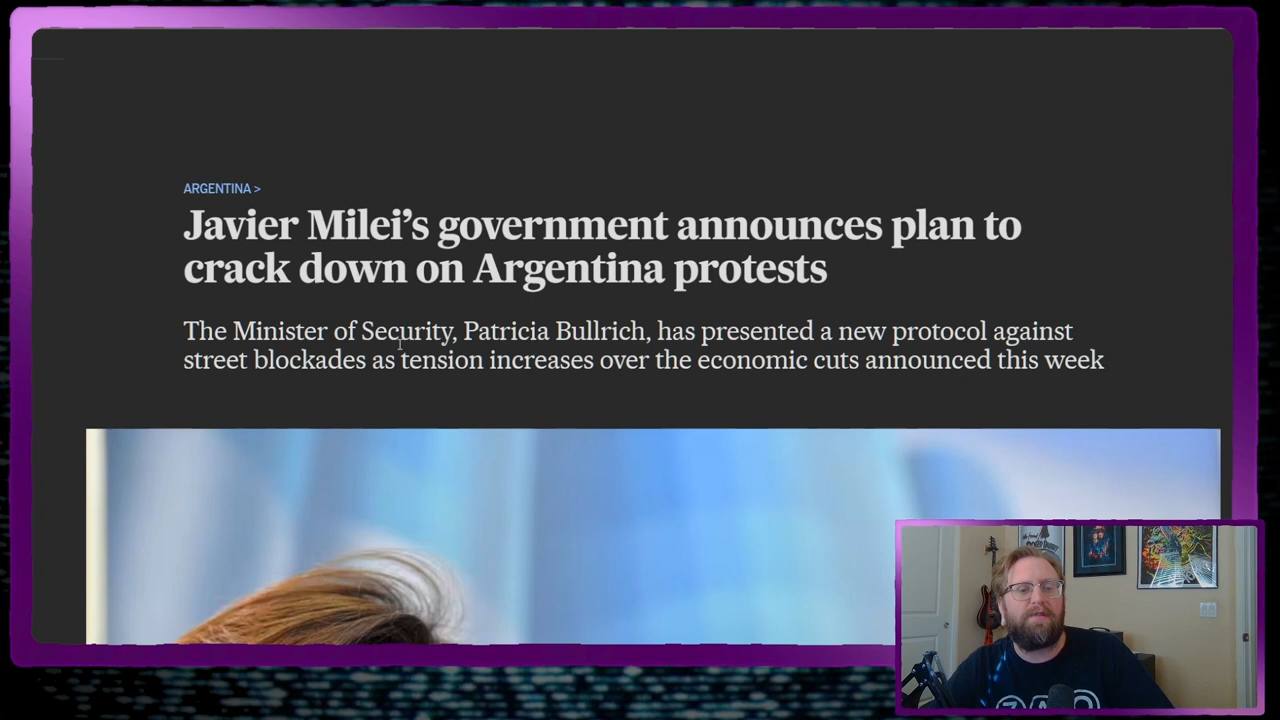 ARGENTINA >
Javier Milei’s government announces plan to
crack down on Argentina protests
The Minister of Security, Patricia Bullrich, has presented a new protocol against
street blockades as tension increases over the economic cuts announced this week